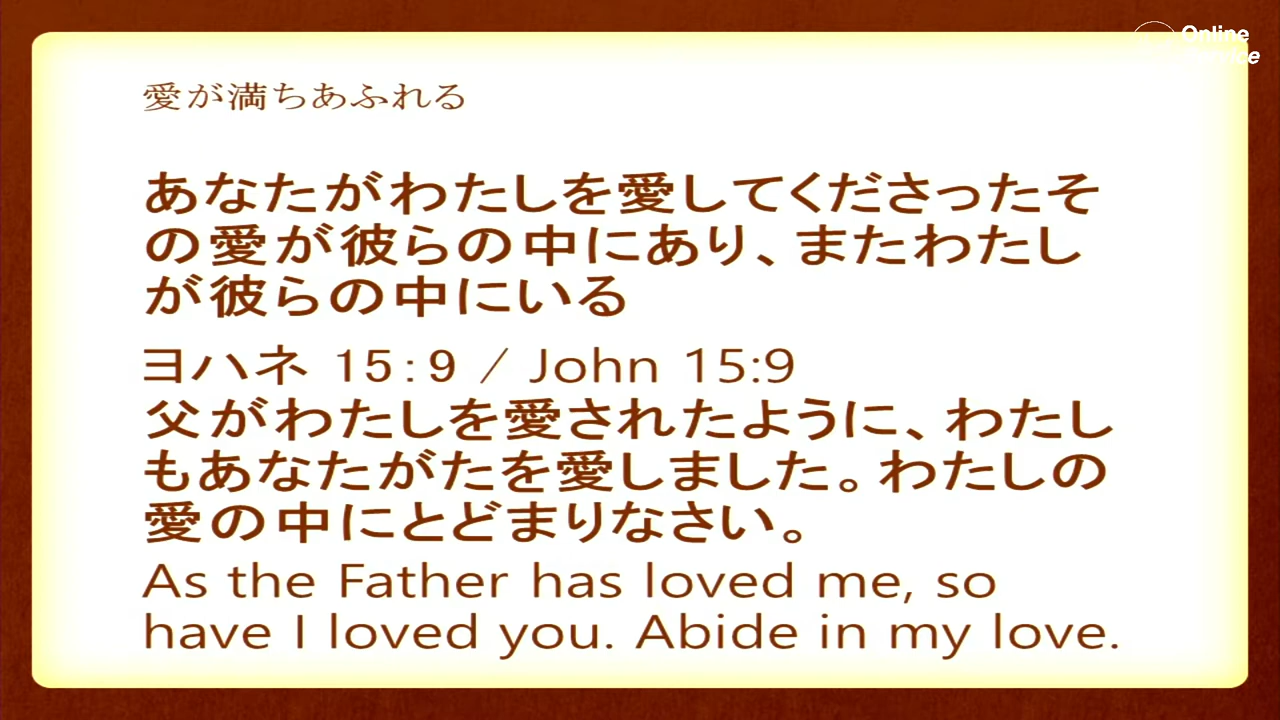 Online
愛が満ちあふれる
あなたがわたしを愛してくださったそ
の愛が彼らの中にあり、またわたし
が彼らの中にいる
ヨハネ 15:9 / John 15:9
父がわたしを愛されたように、わたし
もあなたがたを愛しました。わたしの
愛の中にとどまりなさい。
As the Father has loved me, so
have I loved you. Abide in my love.